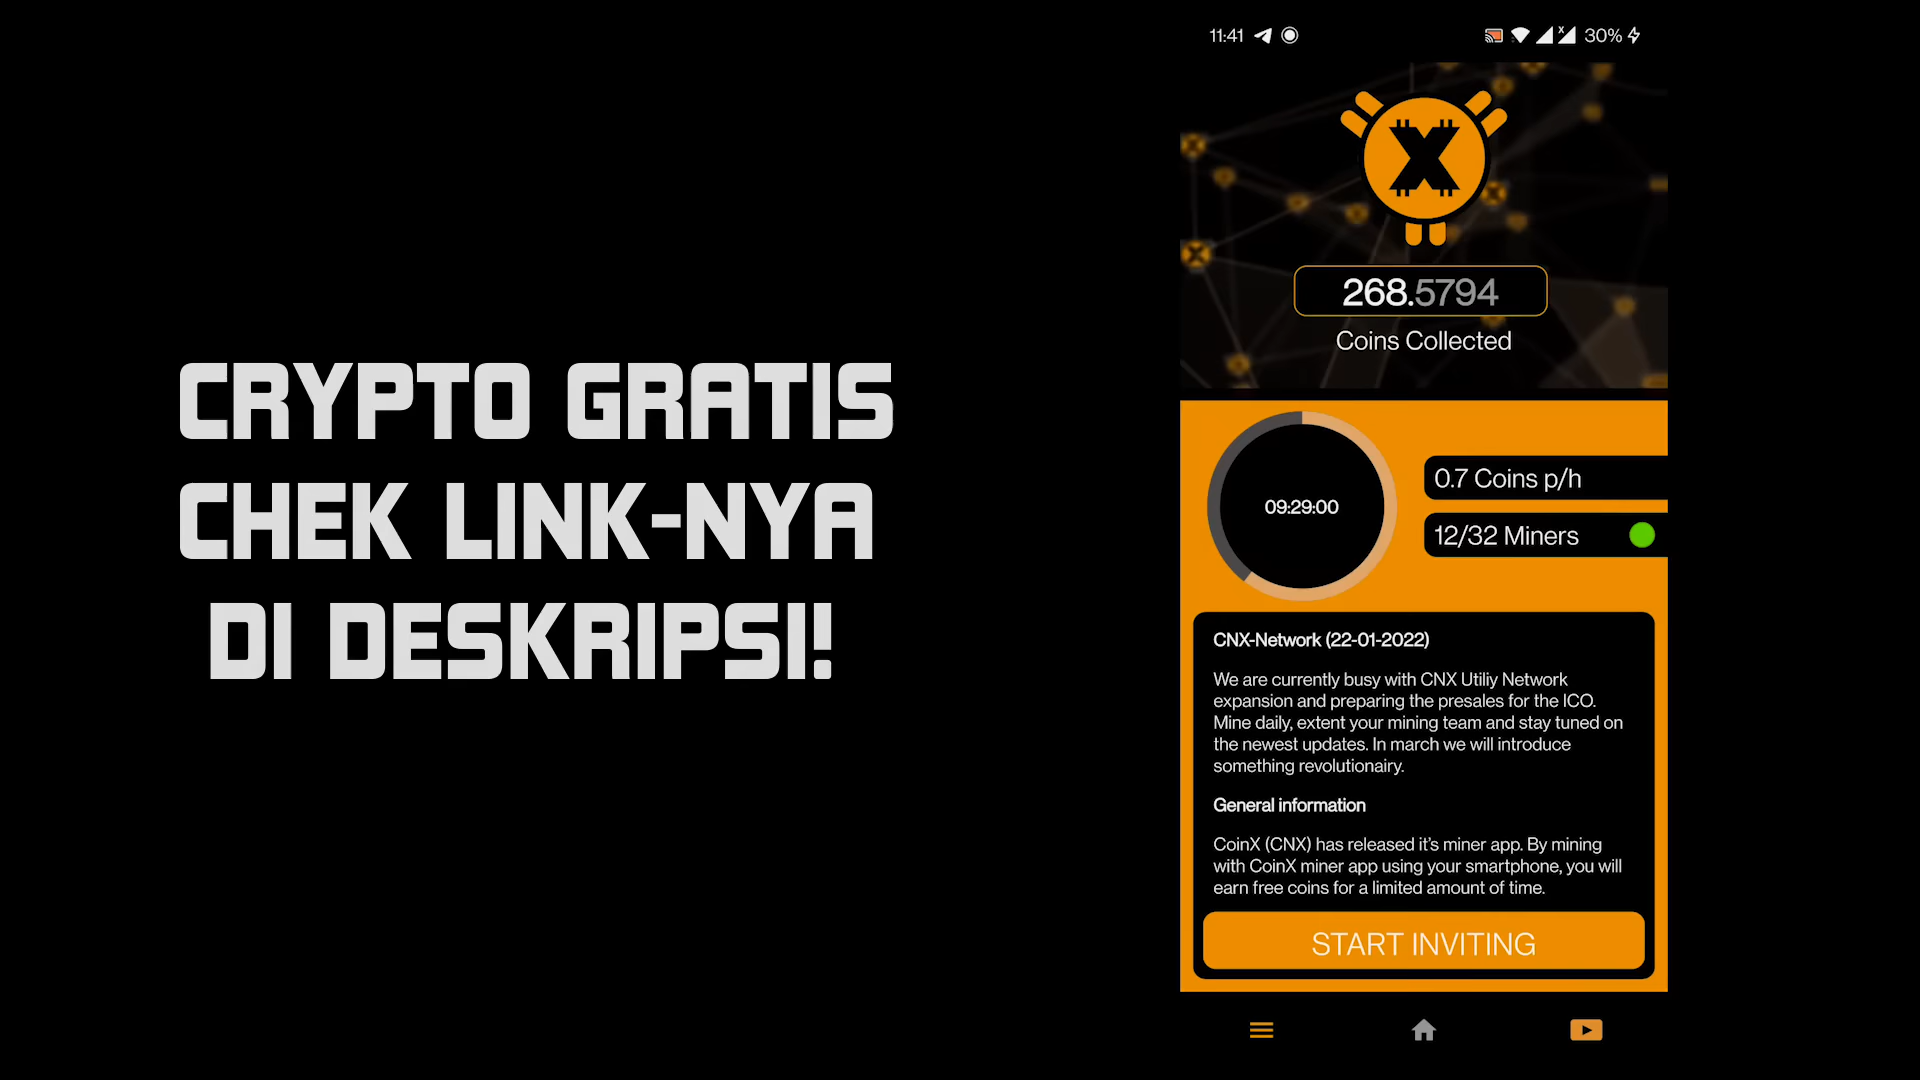 CRYPTO GRATIS
CHEK LINK-NYA
DI DESKRIPSI!
11:41
30%
X
268.5794
Coins Collected
09:29:00
0.7 Coins p/h
12/32 Miners
CNX-Network (22-01-2022)
We are currently busy with CNX Utiliy Network
expansion and preparing the presales for the ICO.
Mine daily, extent your mining team and stay tuned on
the newest updates. In march we will introduce
something revolutionairy.
General information
CoinX (CNX) has released it's miner app. By mining
with CoinX miner app using your smartphone, you will
earn free coins for a limited amount of time.
START INVITING